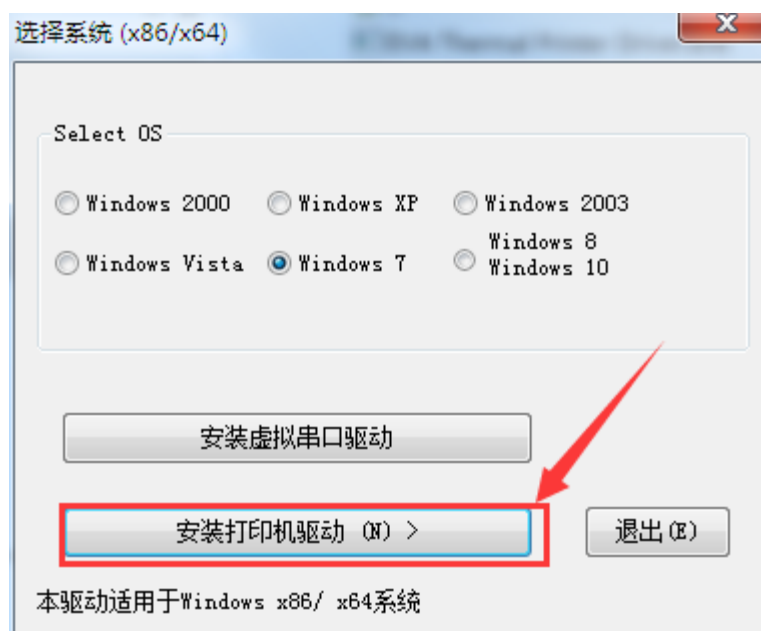 选择系统 (x86/x64)
Select OS
Windows 2000 Windows XP Windows 2003
Windows Vista Windows 7 Windows 8
Windows 10
安装虚拟串口驱动
安装打印机驱动 (N) > 退出(E)
本驱动适用于Windows x86/ x64系统